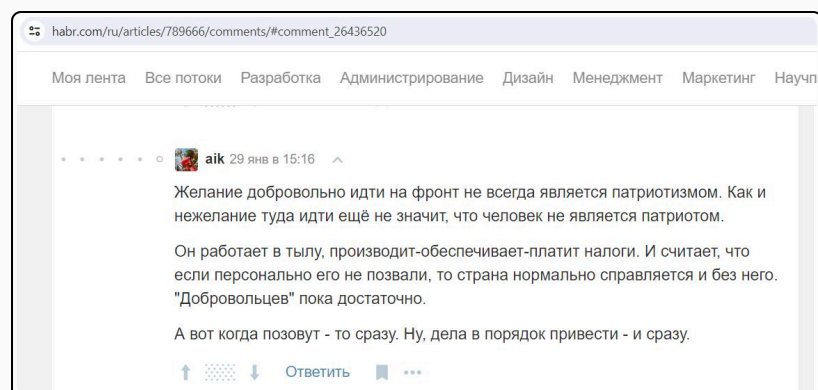 habr.com/ru/articles/789666/comments/#comment_26436520
Моя лента Все потоки Разработка Администрирование Дизайн Менеджмент Маркетинг Научп
aik 29 янв в 15:16
Желание добровольно идти на фронт не всегда является патриотизмом. Как и
нежелание туда идти ещё не значит, что человек не является патриотом.
Он работает в тылу, производит-обеспечивает-платит налоги. И считает, что
если персонально его не позвали, то страна нормально справляется и без него.
"Добровольцев" пока достаточно.
А вот когда позовут - то сразу. Ну, дела в порядок привести - и сразу.
Ответить